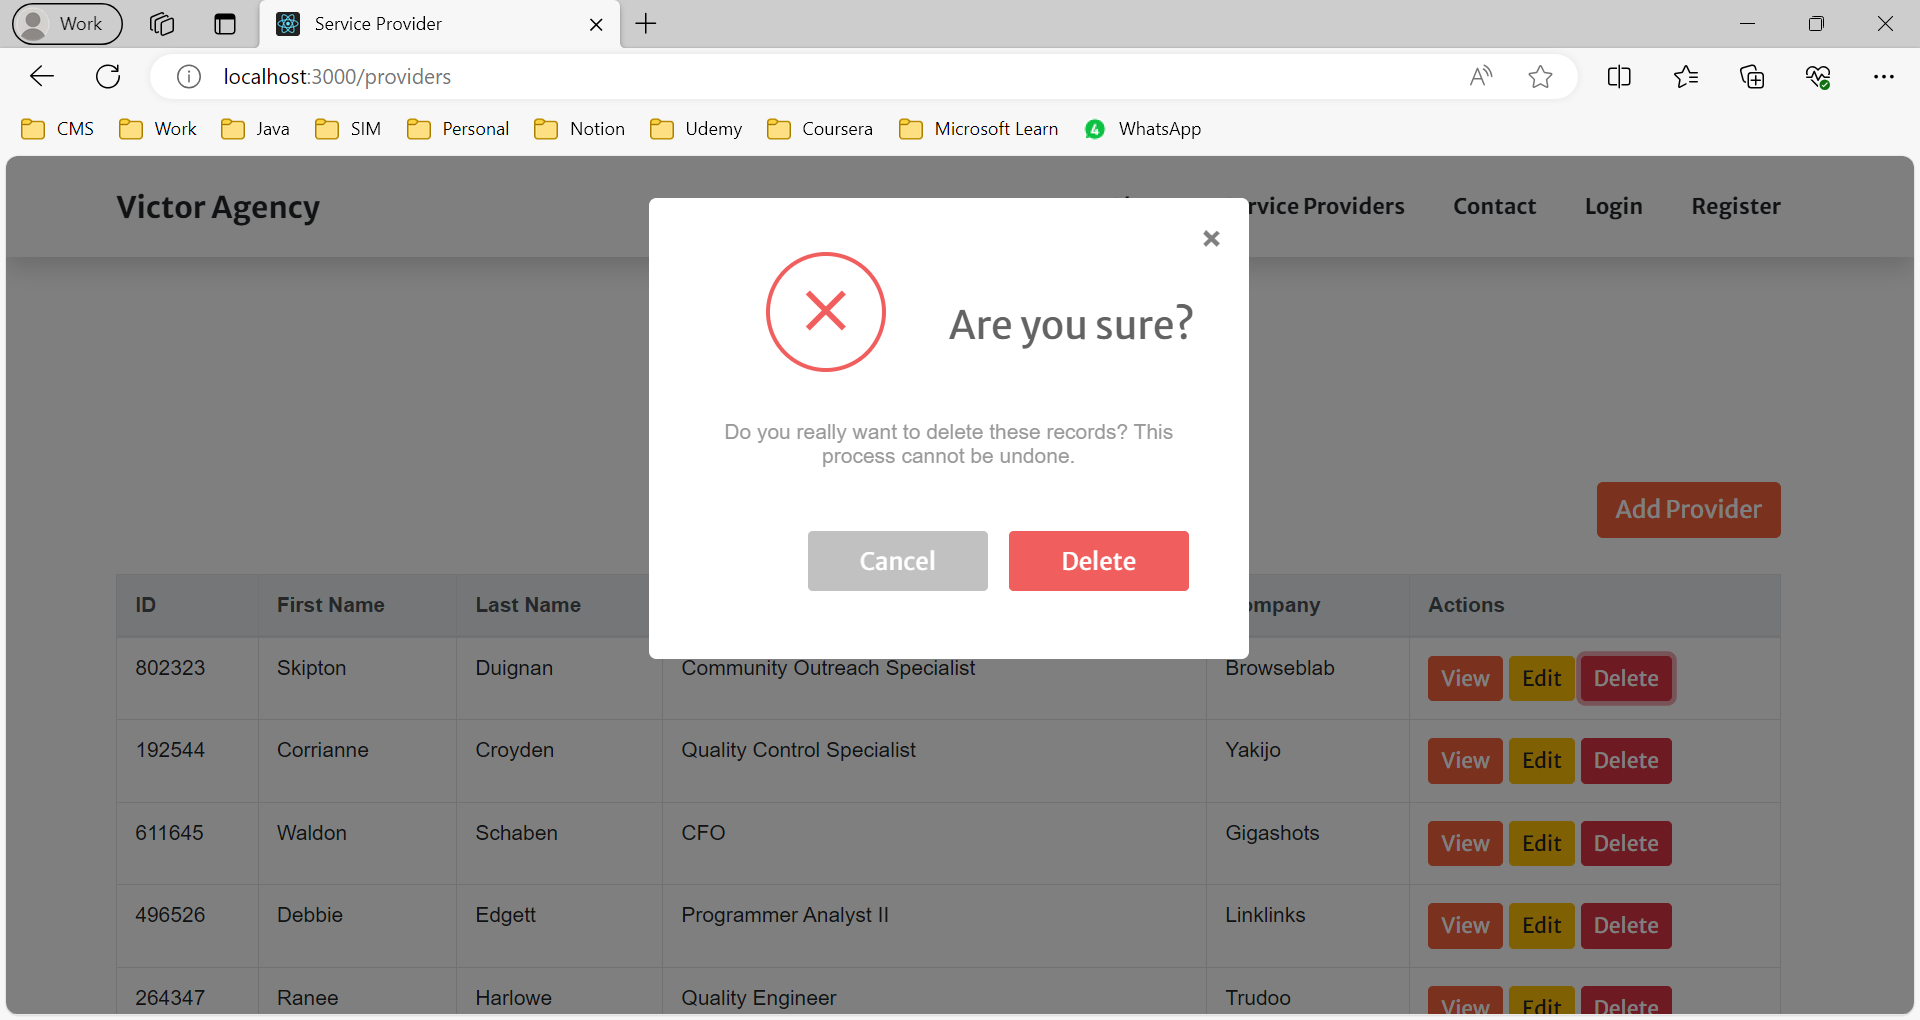 Work
Service Provider
localhost:3000/providers
CMS Work Java SIM Personal Notion Udemy Coursera Microsoft Learn WhatsApp
Victor Agency
Providers Contact Login Register
Are you sure?
Do you really want to delete these records? This
process cannot be undone.
Cancel Delete
Add Provider
ID First Name Last Name Actions
802323 Skipton Duignan Community Outreach Specialist Browseblab View Edit Delete
192544 Corrianne Croyden Quality Control Specialist Yakijo View Edit Delete
611645 Waldon Schaben CFO Gigashots View Edit Delete
496526 Debbie Edgett Programmer Analyst II Linklinks View Edit Delete
264347 Ranee Harlowe Quality Engineer Trudoo View Edit Delete